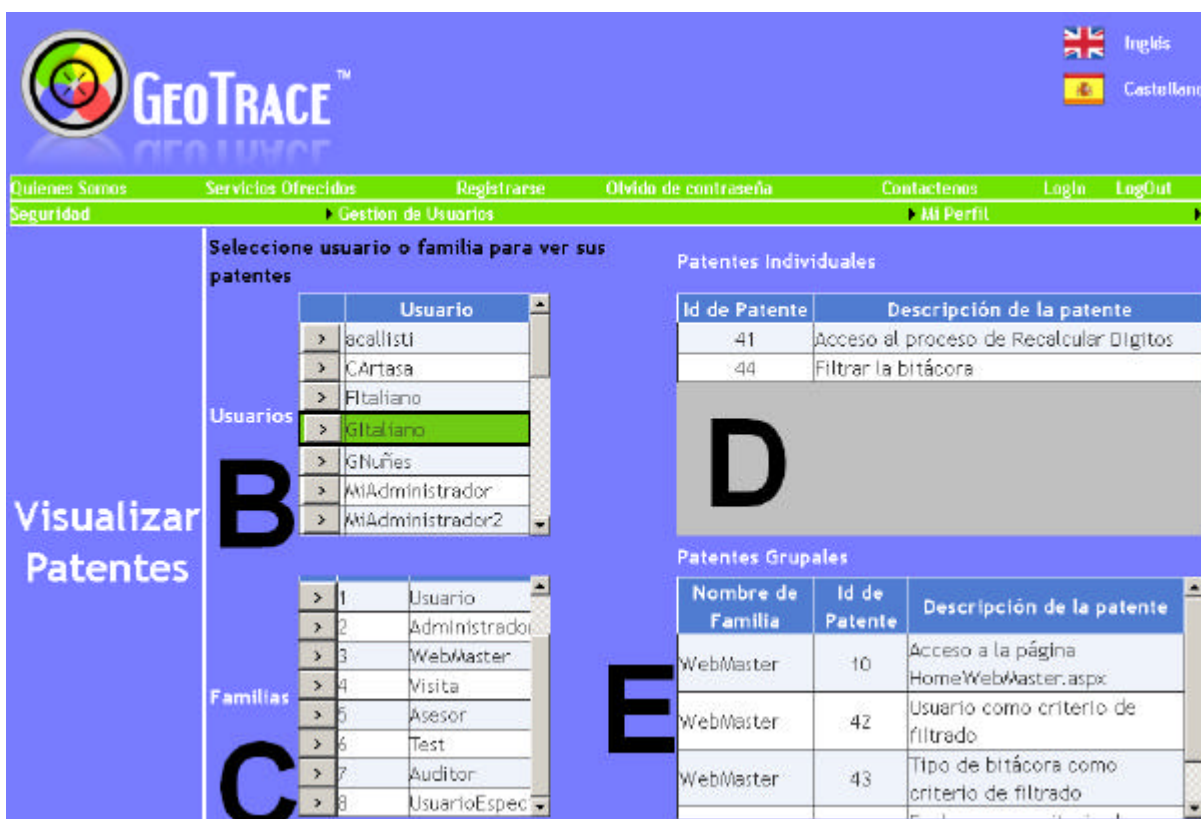 GEOTRACE™
Inglés
Castellano
Quienes Somos Servicios Ofrecidos Registrarse Olvido de contraseña Contactenos Login LogOut
Seguridad Gestion de Usuarios Mi Perfil
Visualizar
Patentes
Seleccione usuario o familia para ver sus
patentes
Usuarios
B
Usuario
> acallisti
> CArtasa
> FItaliano
> GItaliano
> GNuñes
> MiAdministrador
> MiAdministrador2
Familias
C
> 1 Usuario
> 2 Administrador
> 3 WebMaster
> 4 Visita
> 5 Asesor
> 6 Test
> 7 Auditor
> 8 UsuarioEspec
Patentes Individuales
Id de Patente Descripción de la patente
41 Acceso al proceso de Recalcular Digitos
44 Filtrar la bitácora
D
Patentes Grupales
E
Nombre de Familia Id de Patente Descripción de la patente
WebMaster 10 Acceso a la página
HomeWebMaster.aspx
WebMaster 42 Usuario como criterio de
filtrado
WebMaster 43 Tipo de bitácora como
criterio de filtrado